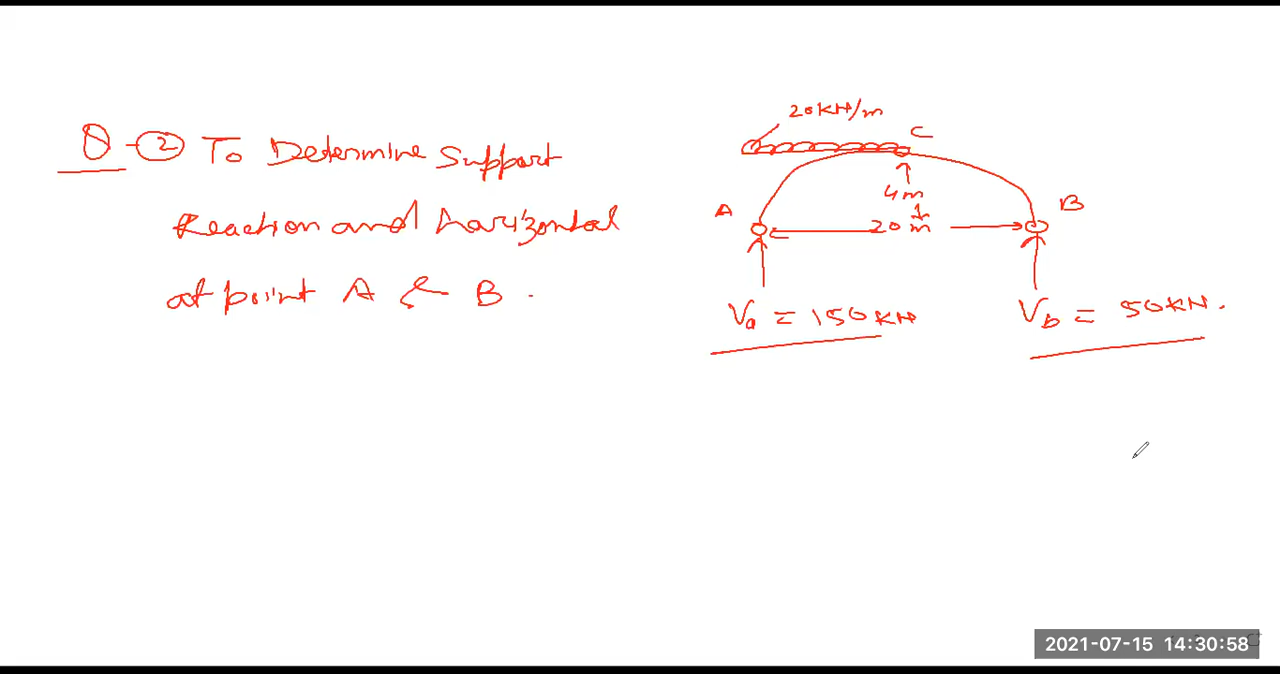 Q-② To Determine Support
Reaction and horizontal
at point A & B.
20KN/m
C
4m
A
B
20m
Va = 150KN
Vb = 50KN.
2021-07-15 14:30:58